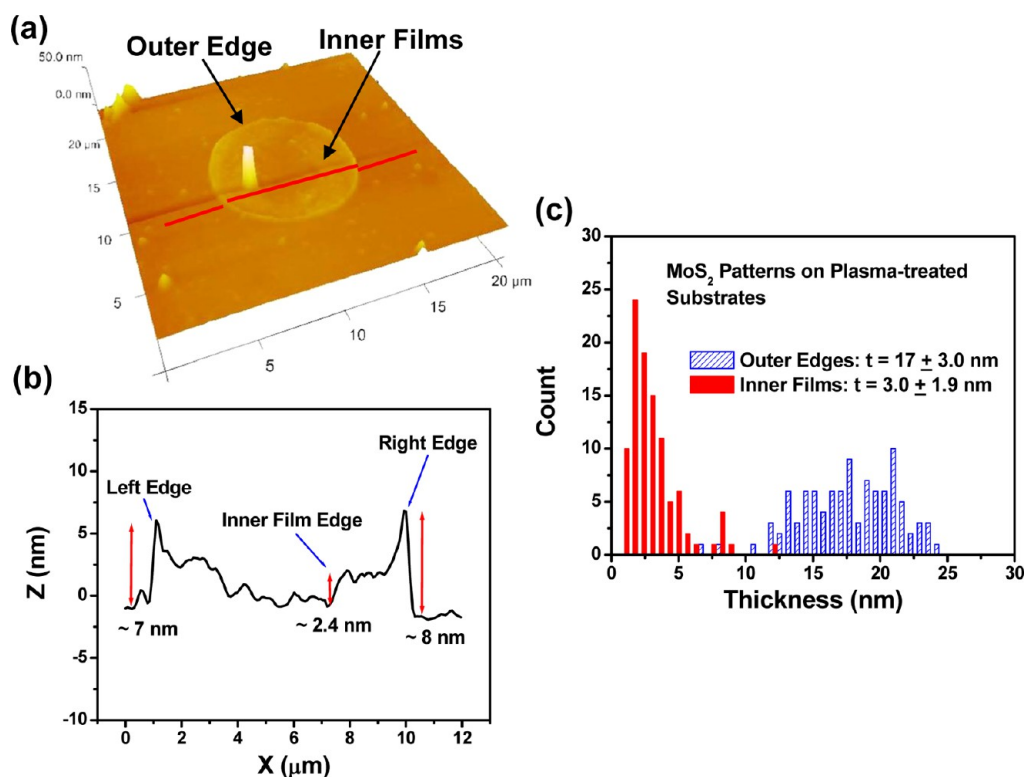 (a)
Outer Edge
Inner Films
50.0 nm
0.0 nm
20 µm
15
10
5
5
10
15
20 µm
(b)
15
10
5
0
-5
-10
Z (nm)
Left Edge
Right Edge
Inner Film Edge
~ 7 nm
~ 2.4 nm
~ 8 nm
0 2 4 6 8 10 12
X (µm)
(c)
30
25
20
15
10
5
0
Count
MoS₂ Patterns on Plasma-treated
Substrates
Outer Edges: t = 17 ± 3.0 nm
Inner Films: t = 3.0 ± 1.9 nm
0 5 10 15 20 25 30
Thickness (nm)